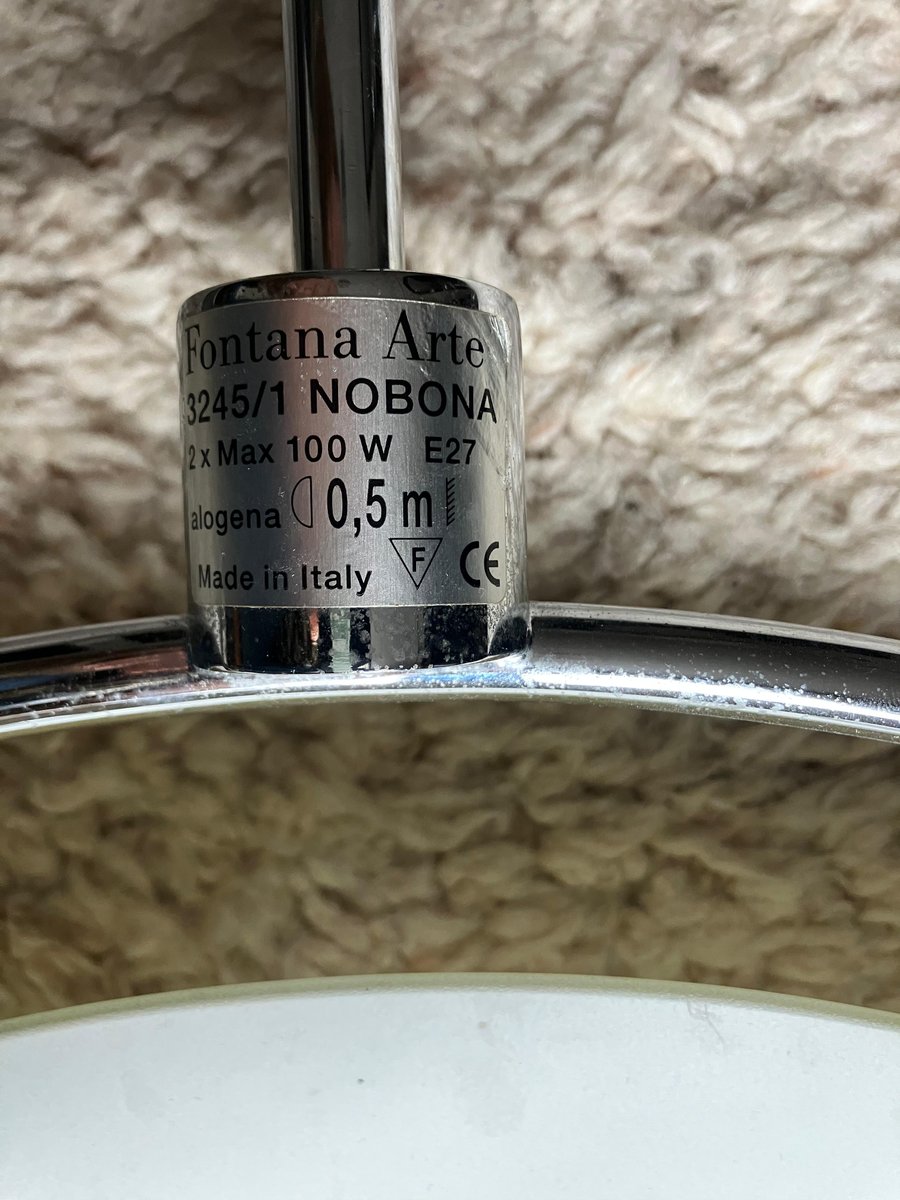 Fontana Arte
3245/1 NOBONA
2 x Max 100 W E27
alogena 0,5 m
F CE
Made in Italy